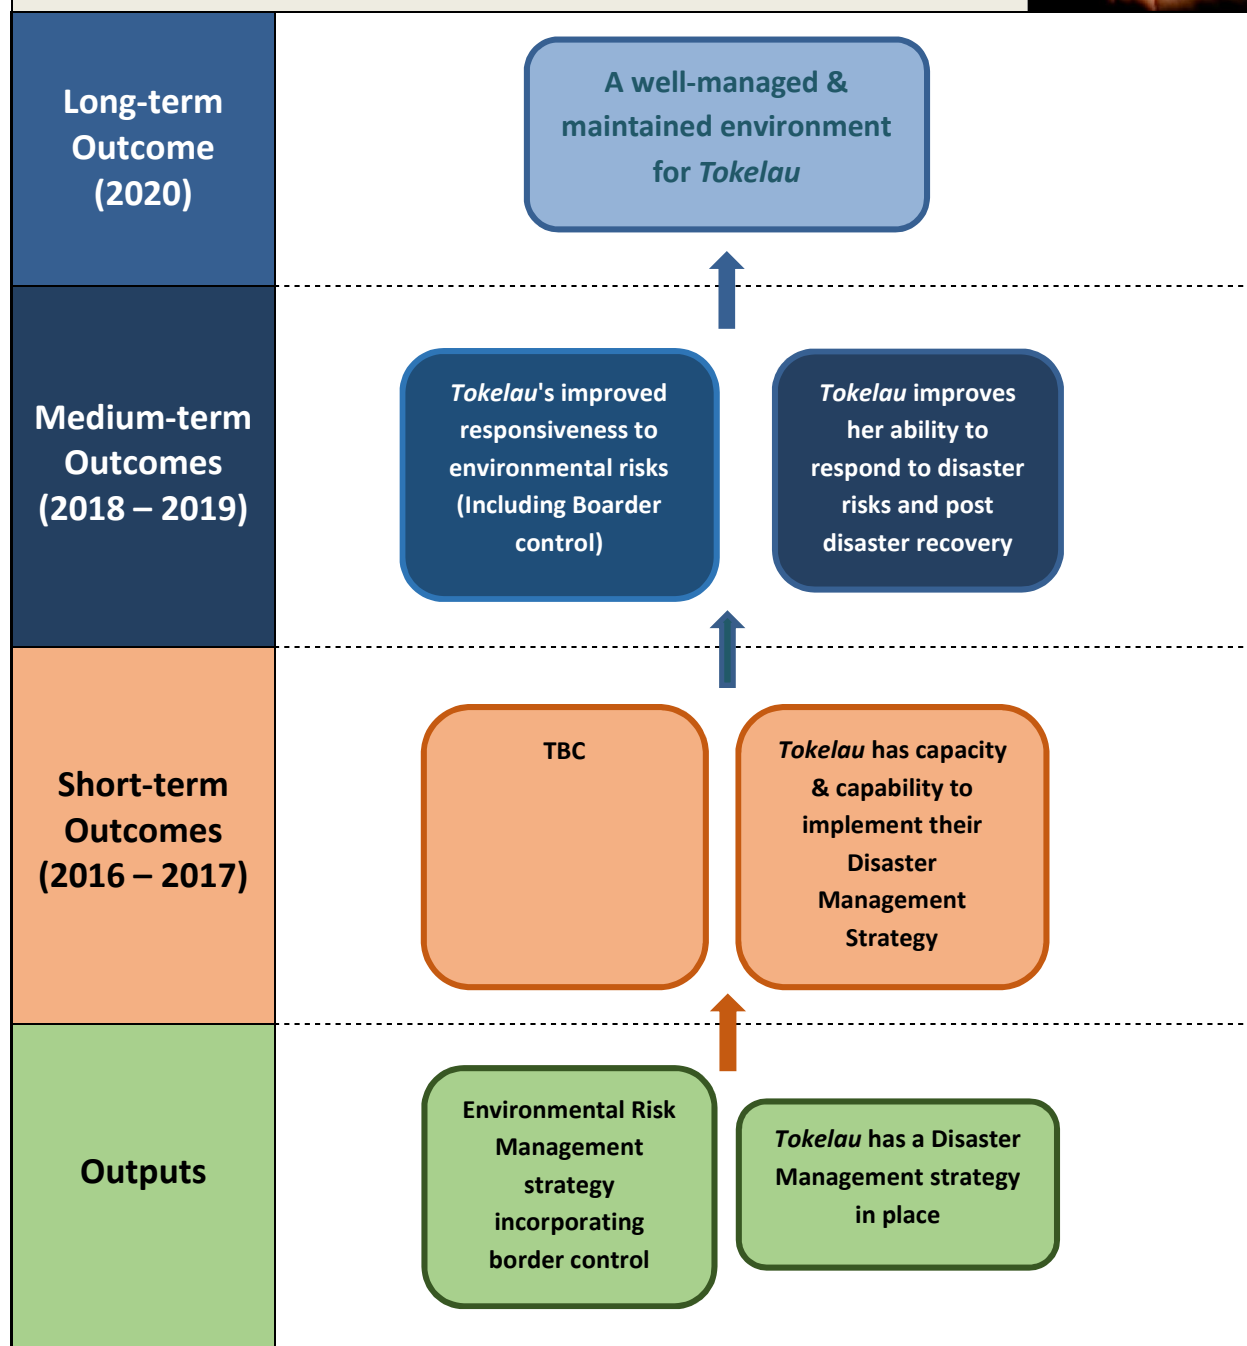 Long-term
Outcome
(2020)
A well-managed &
maintained environment
for Tokelau
Medium-term
Outcomes
(2018 – 2019)
Tokelau's improved
responsiveness to
environmental risks
(Including Boarder
control)
Tokelau improves
her ability to
respond to disaster
risks and post
disaster recovery
Short-term
Outcomes
(2016 – 2017)
TBC
Tokelau has capacity
& capability to
implement their
Disaster
Management
Strategy
Outputs
Environmental Risk
Management
strategy
incorporating
border control
Tokelau has a Disaster
Management strategy
in place